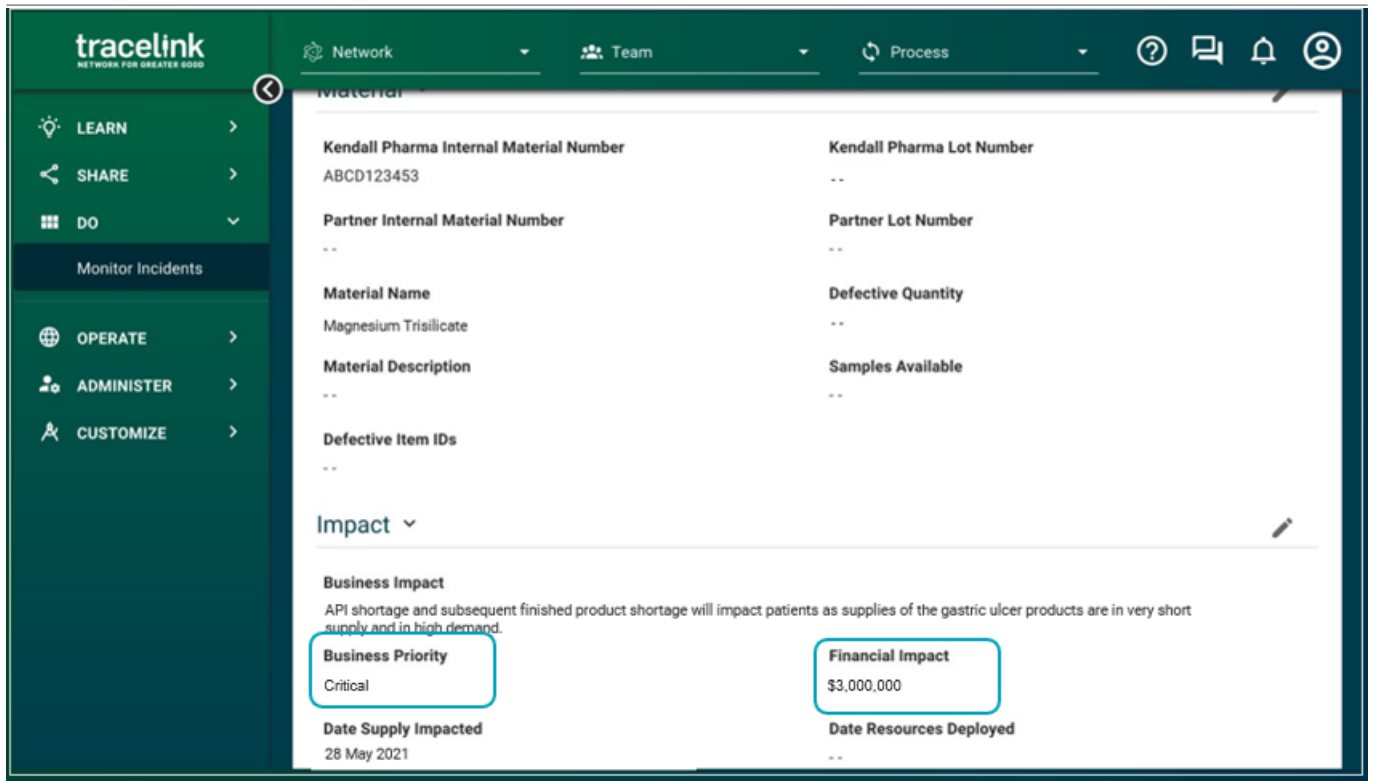 tracelink
NETWORK FOR GREATER GOOD
Network
Team
Process
LEARN
SHARE
DO
Monitor Incidents
OPERATE
ADMINISTER
CUSTOMIZE
Material
Kendall Pharma Internal Material Number
ABCD123453
Kendall Pharma Lot Number
--
Partner Internal Material Number
--
Partner Lot Number
--
Material Name
Magnesium Trisilicate
Defective Quantity
--
Material Description
--
Samples Available
--
Defective Item IDs
--
Impact
Business Impact
API shortage and subsequent finished product shortage will impact patients as supplies of the gastric ulcer products are in very short
supply and in high demand.
Business Priority
Critical
Financial Impact
$3,000,000
Date Supply Impacted
28 May 2021
Date Resources Deployed
--